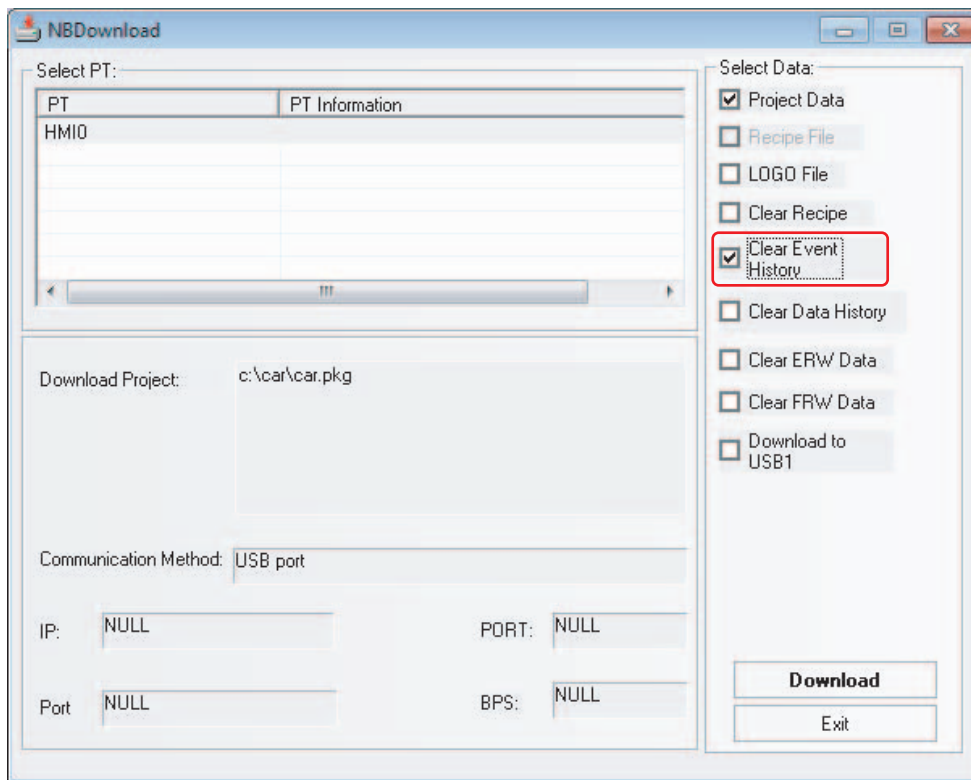 NBDownload
Select PT:
PT PT Information
HMI0
Download Project: c:\car\car.pkg
Communication Method: USB port
IP: NULL PORT: NULL
Port NULL BPS: NULL
Select Data:
Project Data
Recipe File
LOGO File
Clear Recipe
Clear Event
History
Clear Data History
Clear ERW Data
Clear FRW Data
Download to
USB1
Download
Exit